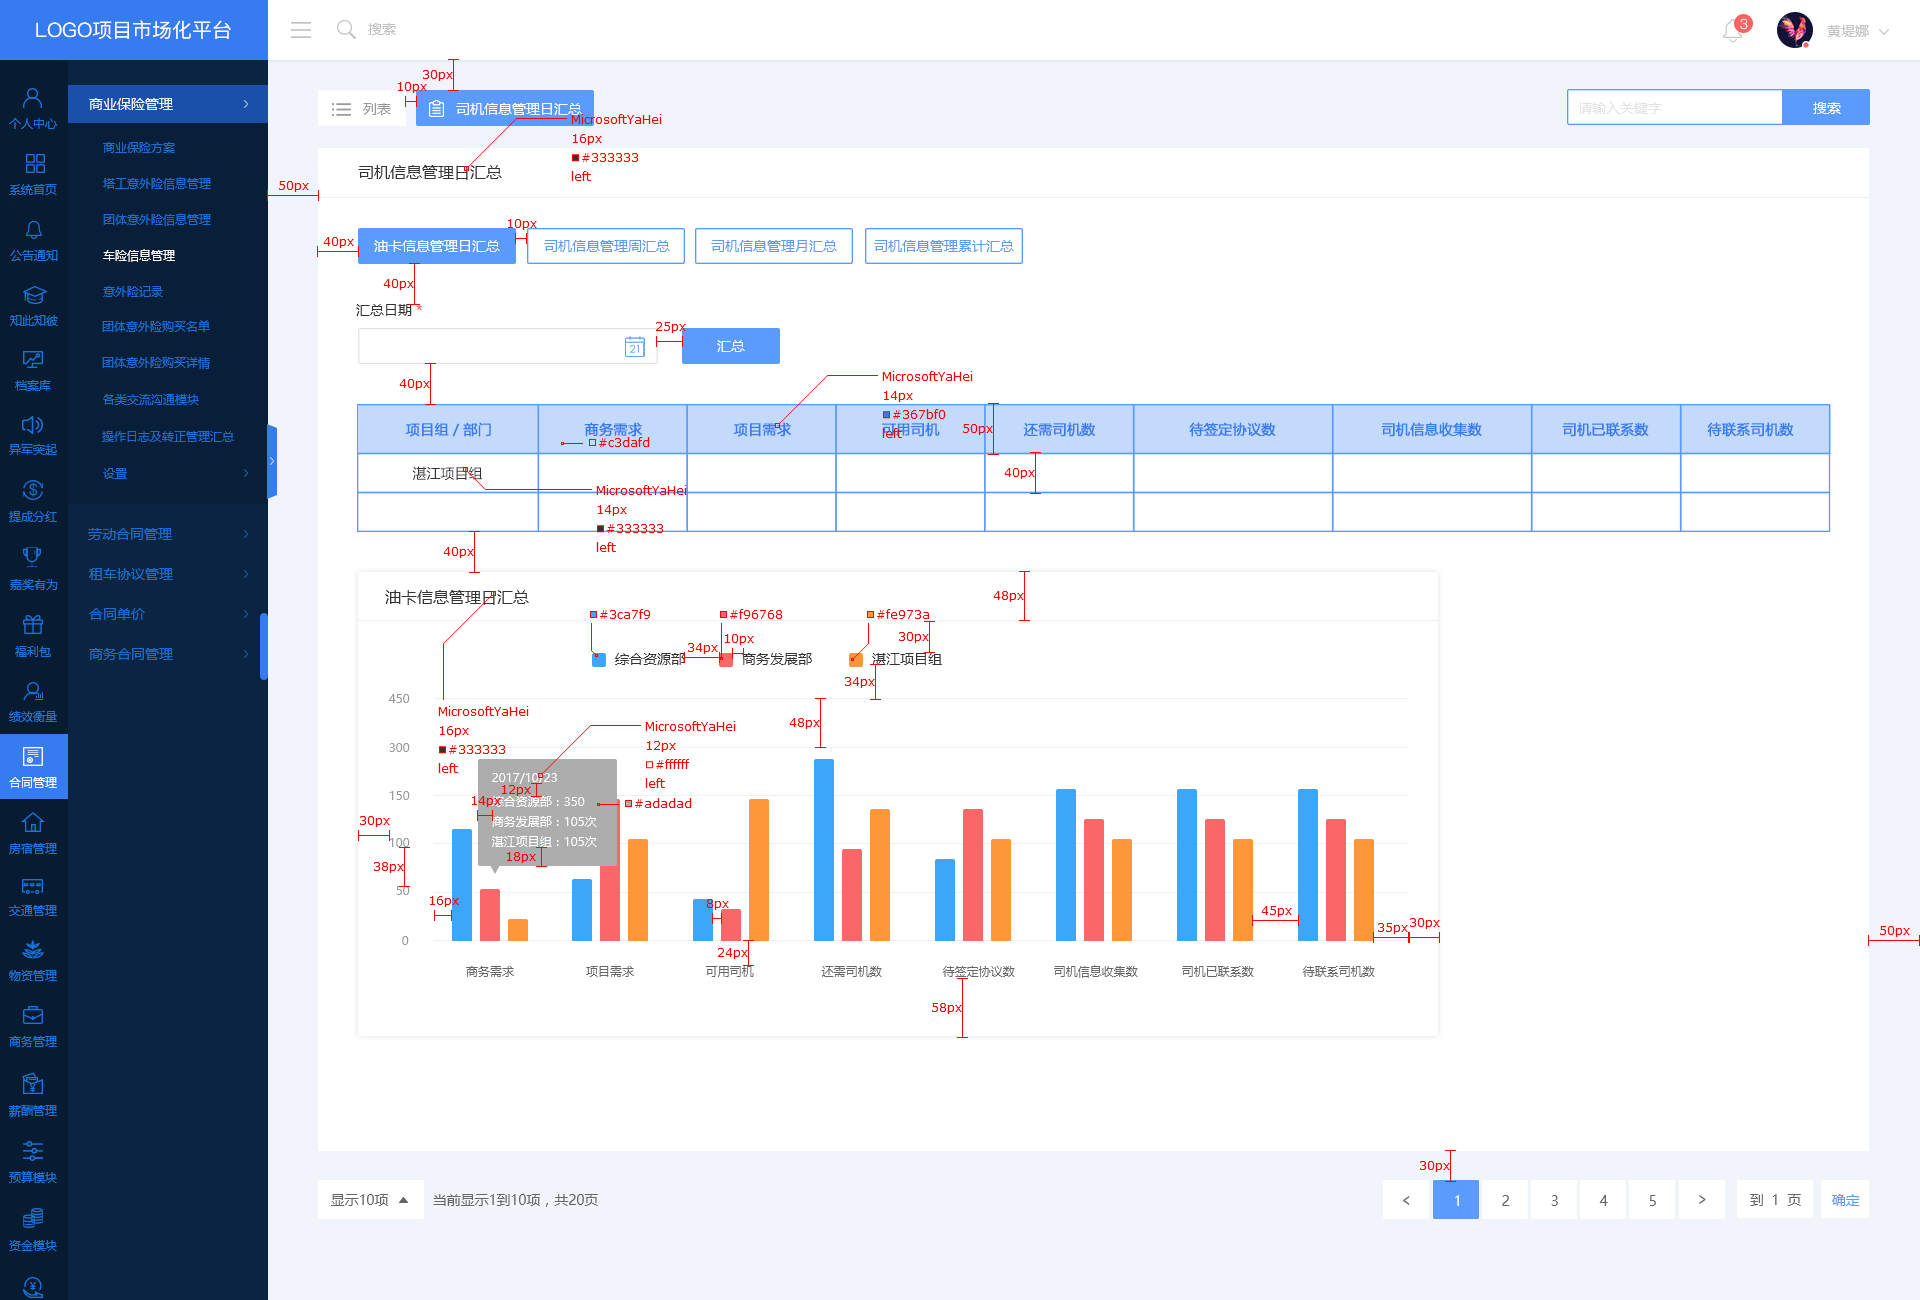 LOGO项目市场化平台
搜索
3
黄堤娜
个人中心
系统首页
公告通知
知此知彼
档案库
异军突起
提成分红
嘉奖有为
福利包
绩效衡量
合同管理
房宿管理
交通管理
物资管理
商务管理
薪酬管理
预算模块
资金模块
商业保险管理
商业保险方案
塔工意外险信息管理
团体意外险信息管理
车险信息管理
意外险记录
团体意外险购买名单
团体意外险购买详情
各类交流沟通模块
操作日志及转正管理汇总
设置
劳动合同管理
租车协议管理
合同单价
商务合同管理
30px
10px
列表
司机信息管理日汇总
请输入关键字
搜索
MicrosoftYaHei
16px
#333333
left
司机信息管理日汇总
50px
10px
40px
油卡信息管理日汇总
司机信息管理周汇总
司机信息管理月汇总
司机信息管理累计汇总
40px
汇总日期 *
25px
21
汇总
40px
MicrosoftYaHei
14px
#367bf0
left
项目组 / 部门
商务需求
项目需求
可用司机
还需司机数
待签定协议数
司机信息收集数
司机已联系数
待联系司机数
50px
#c3dafd
湛江项目组
40px
MicrosoftYaHei
14px
#333333
left
40px
油卡信息管理日汇总
48px
#3ca7f9
#f96768
#fe973a
30px
10px
34px
综合资源部
商务发展部
湛江项目组
34px
450
300
150
100
50
0
MicrosoftYaHei
16px
#333333
left
MicrosoftYaHei
12px
#ffffff
left
48px
2017/10/23
12px
14px
综合资源部：350
商务发展部：105次
湛江项目组：105次
#adadad
18px
30px
38px
16px
8px
24px
45px
35px
30px
50px
商务需求
项目需求
可用司机
还需司机数
待签定协议数
司机信息收集数
司机已联系数
待联系司机数
58px
30px
显示10项
当前显示1到10项，共20页
<
1
2
3
4
5
>
到 1 页
确定